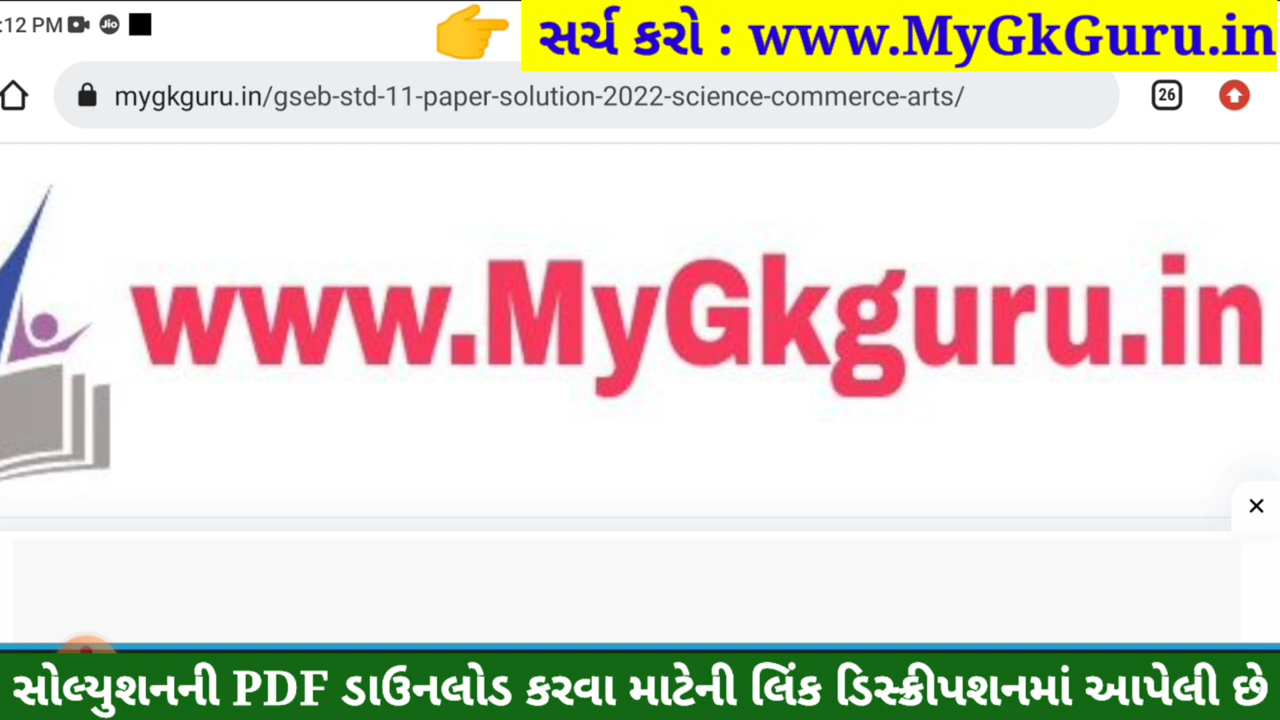 :12 PM Jio
સર્ચ કરો : www.MyGkGuru.in
mygkguru.in/gseb-std-11-paper-solution-2022-science-commerce-arts/
26
www.MyGkguru.in
સોલ્યુશનની PDF ડાઉનલોડ કરવા માટેની લિંક ડિસ્ક્રીપશનમાં આપેલી છે